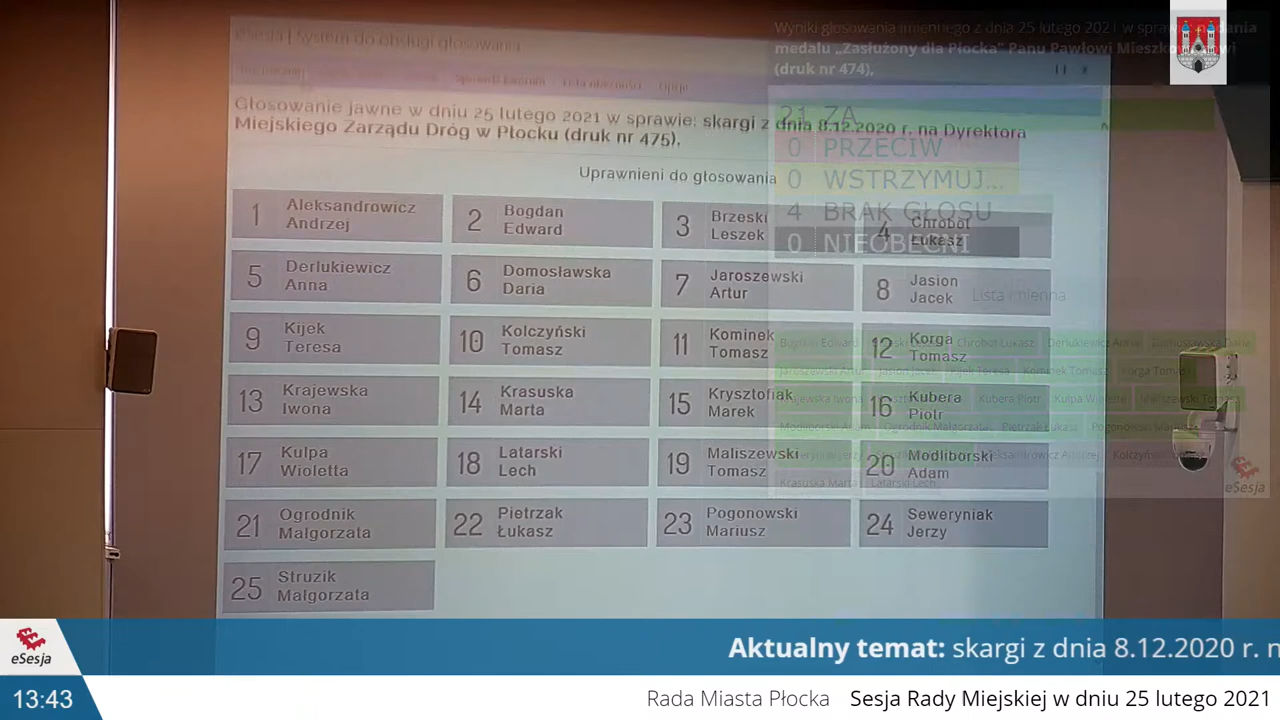 eSesja | System do obsługi głosowania
Wyniki głosowania imiennego z dnia 25 lutego 2021 w sprawie nadania
medalu „Zasłużony dla Płocka” Panu Pawłowi
(druk nr 474),
Głosowanie jawne w dniu 25 lutego 2021 w sprawie: skargi z dnia 8.12.2020 r. na Dyrektora
Miejskiego Zarządu Dróg w Płocku (druk nr 475).
Uprawnieni do głosowania
21 ZA
0 PRZECIW
0 WSTRZYMUJ...
4 BRAK GŁOSU
0 NIEOBECNI
Lista imienna
1 Aleksandrowicz Andrzej
2 Bogdan Edward
3 Brzeski Leszek
4 Chrobot Łukasz
5 Derlukiewicz Anna
6 Domosławska Daria
7 Jaroszewski Artur
8 Jasion Jacek
9 Kijek Teresa
10 Kolczyński Tomasz
11 Kominek Tomasz
12 Korga Tomasz
13 Krajewska Iwona
14 Krasuska Marta
15 Krysztofiak Marek
16 Kubera Piotr
17 Kulpa Wioletta
18 Latarski Lech
19 Maliszewski Tomasz
20 Modliborski Adam
21 Ogrodnik Małgorzata
22 Pietrzak Łukasz
23 Pogonowski Mariusz
24 Seweryniak Jerzy
25 Struzik Małgorzata
eSesja
Aktualny temat: skargi z dnia 8.12.2020 r. n
eSesja
13:43
Rada Miasta Płocka Sesja Rady Miejskiej w dniu 25 lutego 2021